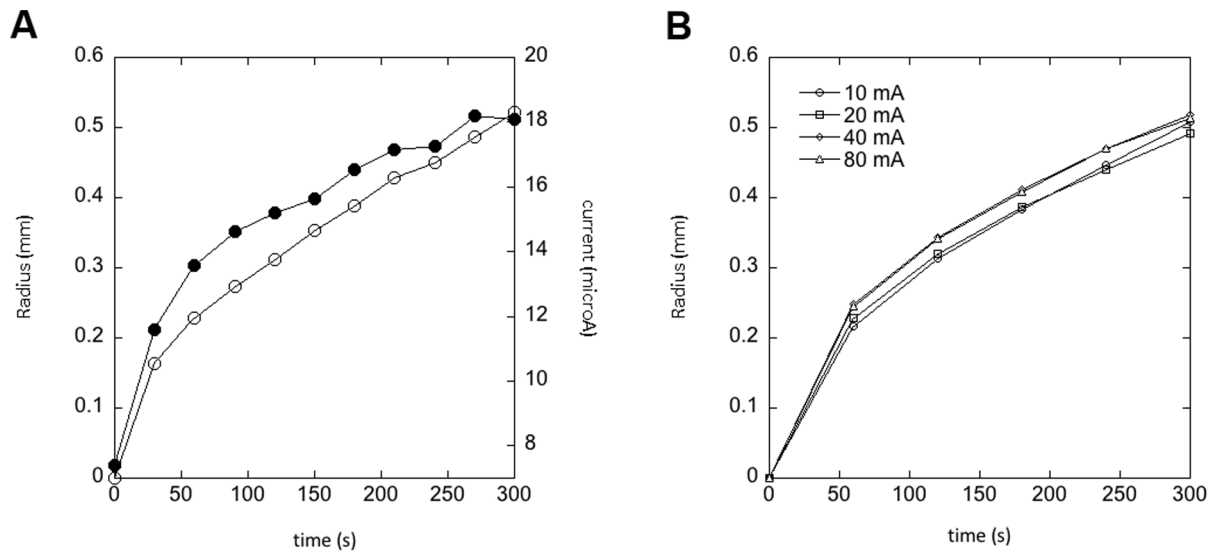 A
B
0.6
0.5
0.4
0.3
0.2
0.1
0
Radius (mm)
20
18
16
14
12
10
8
current (microA)
0 50 100 150 200 250 300
time (s)
0.6
0.5
0.4
0.3
0.2
0.1
0
Radius (mm)
10 mA
20 mA
40 mA
80 mA
0 50 100 150 200 250 300
time (s)